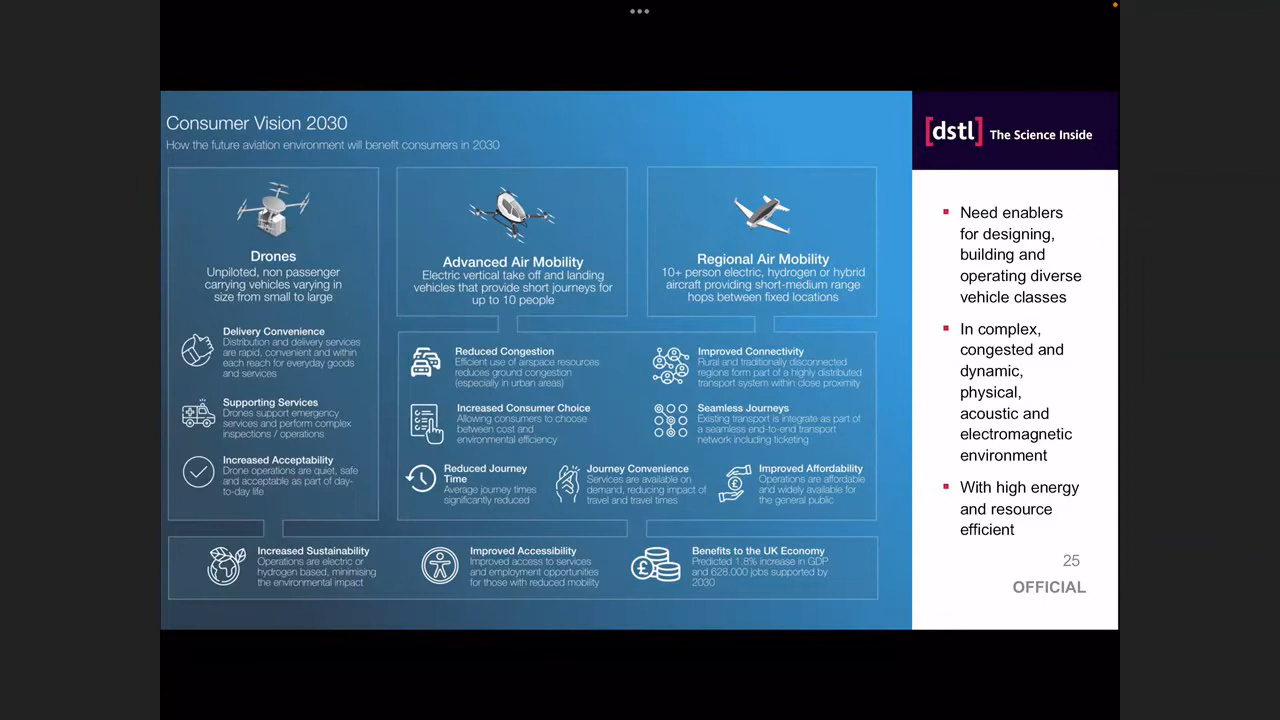 Consumer Vision 2030
How the future aviation environment will benefit consumers in 2030
Drones
Unpiloted, non passenger
carrying vehicles varying in
size from small to large
Delivery Convenience
Distribution and delivery services
are rapid, convenient and within
each reach for everyday goods
and services
Supporting Services
Drones support emergency
services and perform complex
inspections / operations
Increased Acceptability
Drone operations are quiet, safe
and acceptable as part of day-
to-day life
Advanced Air Mobility
Electric vertical take off and landing
vehicles that provide short journeys for
up to 10 people
Regional Air Mobility
10+ person electric, hydrogen or hybrid
aircraft providing short-medium range
hops between fixed locations
Reduced Congestion
Efficient use of airspace resources
reduces ground congestion
(especially in urban areas)
Improved Connectivity
Rural and traditionally disconnected
regions form part of a highly distributed
transport system within close proximity
Increased Consumer Choice
Allowing consumers to choose
between cost and
environmental efficiency
Seamless Journeys
Existing transport is integrate as part of
a seamless end-to-end transport
network including ticketing
Reduced Journey
Time
Average journey times
significantly reduced
Journey Convenience
Services are available on
demand, reducing impact of
travel and travel times
Improved Affordability
Operations are affordable
and widely available for
the general public
Increased Sustainability
Operations are electric or
hydrogen based, minimising
the environmental impact
Improved Accessibility
Improved access to services
and employment opportunities
for those with reduced mobility
Benefits to the UK Economy
Predicted 1.8% increase in GDP
and 628,000 jobs supported by
2030
[dstl] The Science Inside
Need enablers
for designing,
building and
operating diverse
vehicle classes
In complex,
congested and
dynamic,
physical,
acoustic and
electromagnetic
environment
With high energy
and resource
efficient
25
OFFICIAL